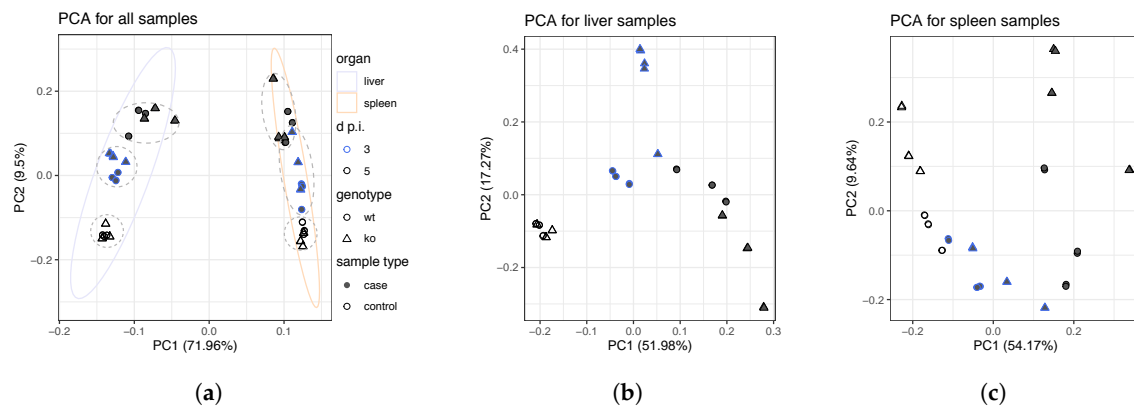 PCA for all samples
0.2
0.0
−0.2
PC2 (9.5%)
−0.2
−0.1
0.0
0.1
PC1 (71.96%)
organ
liver
spleen
d p.i.
3
5
genotype
wt
ko
sample type
case
control
(a)
PCA for liver samples
0.4
0.2
0.0
−0.2
PC2 (17.27%)
−0.2
−0.1
0.0
0.1
0.2
0.3
PC1 (51.98%)
(b)
PCA for spleen samples
0.2
0.0
−0.2
PC2 (9.64%)
−0.2
0.0
0.2
PC1 (54.17%)
(c)